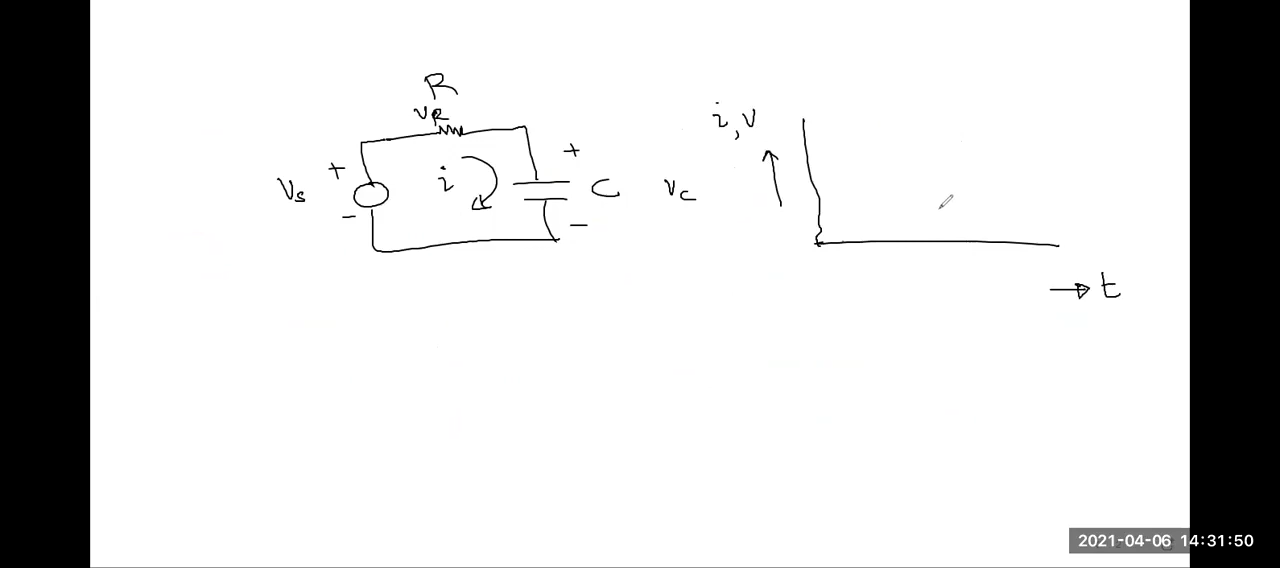 R
VR
i, V
+
+
Vs
i
C
Vc
-
-
t
2021-04-06 14:31:50